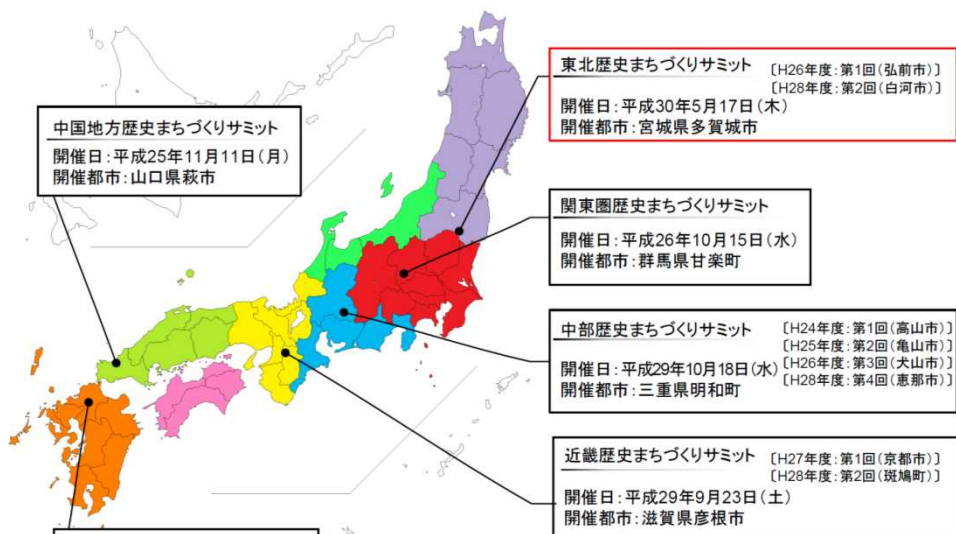 東北歴史まちづくりサミット
〔H26年度:第1回(弘前市)〕
〔H28年度:第2回(白河市)〕
開催日:平成30年5月17日(木)
開催都市:宮城県多賀城市
中国地方歴史まちづくりサミット
開催日:平成25年11月11日(月)
開催都市:山口県萩市
関東圏歴史まちづくりサミット
開催日:平成26年10月15日(水)
開催都市:群馬県甘楽町
中部歴史まちづくりサミット
〔H24年度:第1回(高山市)〕
〔H25年度:第2回(亀山市)〕
〔H26年度:第3回(犬山市)〕
〔H28年度:第4回(恵那市)〕
開催日:平成29年10月18日(水)
開催都市:三重県明和町
近畿歴史まちづくりサミット
〔H27年度:第1回(京都市)〕
〔H28年度:第2回(斑鳩町)〕
開催日:平成29年9月23日(土)
開催都市:滋賀県彦根市